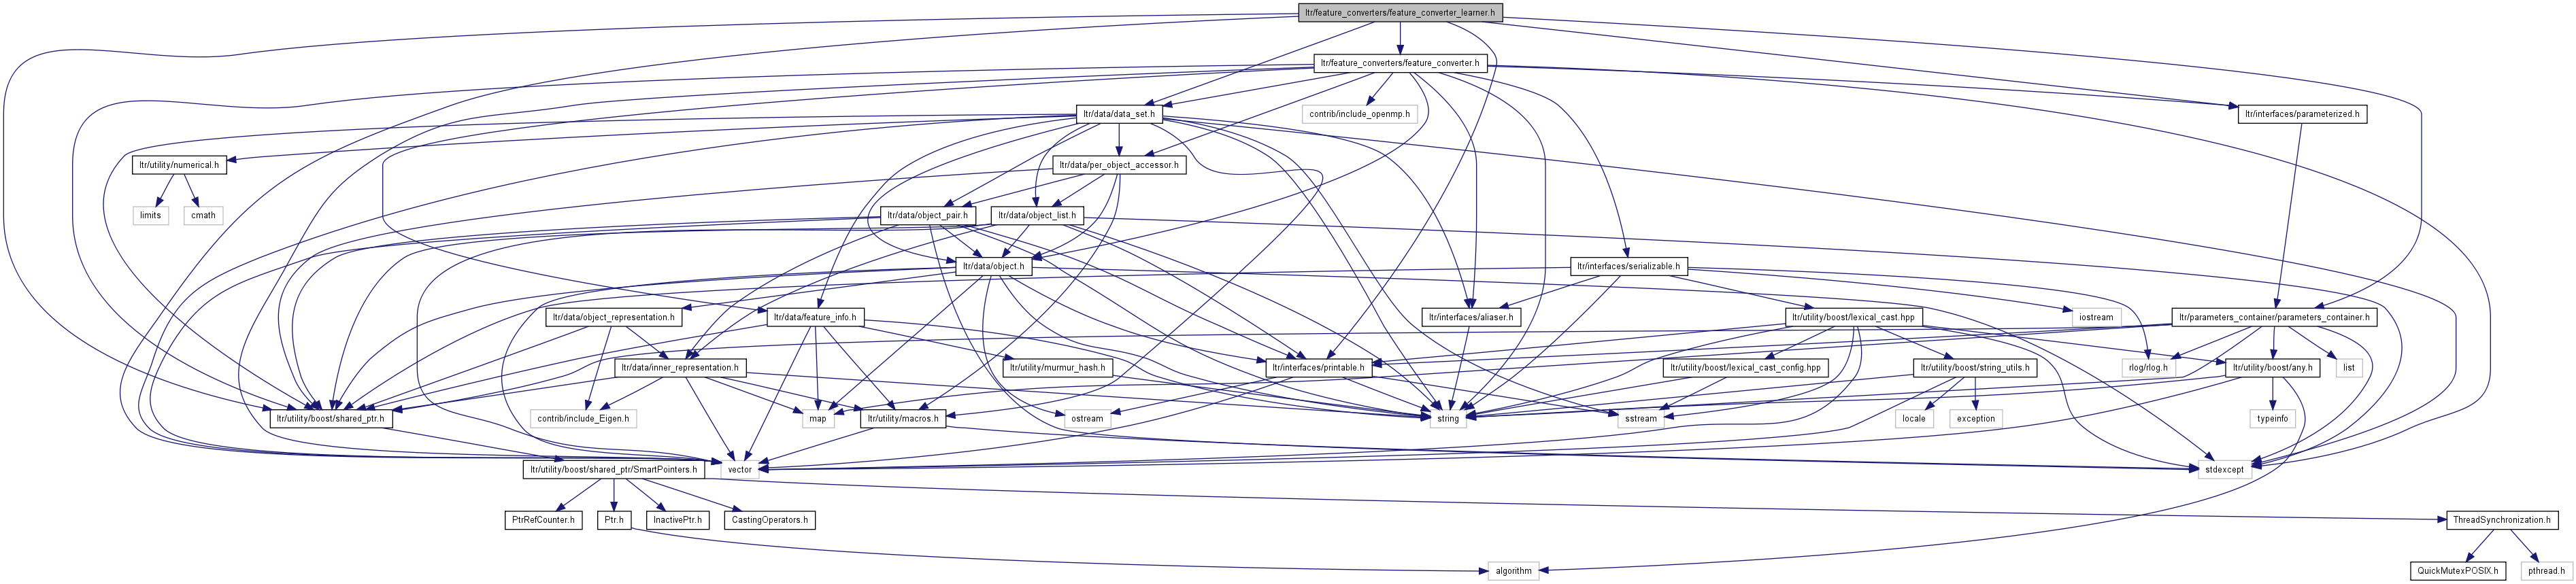 ltr/feature_converters/feature_converter_learner.h
ltr/feature_converters/feature_converter.h
ltr/data/data_set.h
contrib/include_openmp.h
ltr/interfaces/parameterized.h
ltr/utility/numerical.h
ltr/data/per_object_accessor.h
limits
cmath
ltr/data/object_pair.h
ltr/data/object_list.h
ltr/data/object.h
ltr/interfaces/serializable.h
ltr/data/object_representation.h
ltr/data/feature_info.h
ltr/interfaces/aliaser.h
ltr/utility/boost/lexical_cast.hpp
iostream
ltr/parameters_container/parameters_container.h
ltr/data/inner_representation.h
ltr/utility/murmur_hash.h
ltr/interfaces/printable.h
ltr/utility/boost/lexical_cast_config.hpp
ltr/utility/boost/string_utils.h
rlog/rlog.h
ltr/utility/boost/any.h
list
ltr/utility/boost/shared_ptr.h
contrib/include_Eigen.h
map
ltr/utility/macros.h
ostream
string
sstream
locale
exception
typeinfo
ltr/utility/boost/shared_ptr/SmartPointers.h
vector
stdexcept
PtrRefCounter.h
Ptr.h
InactivePtr.h
CastingOperators.h
ThreadSynchronization.h
algorithm
QuickMutexPOSIX.h
pthread.h